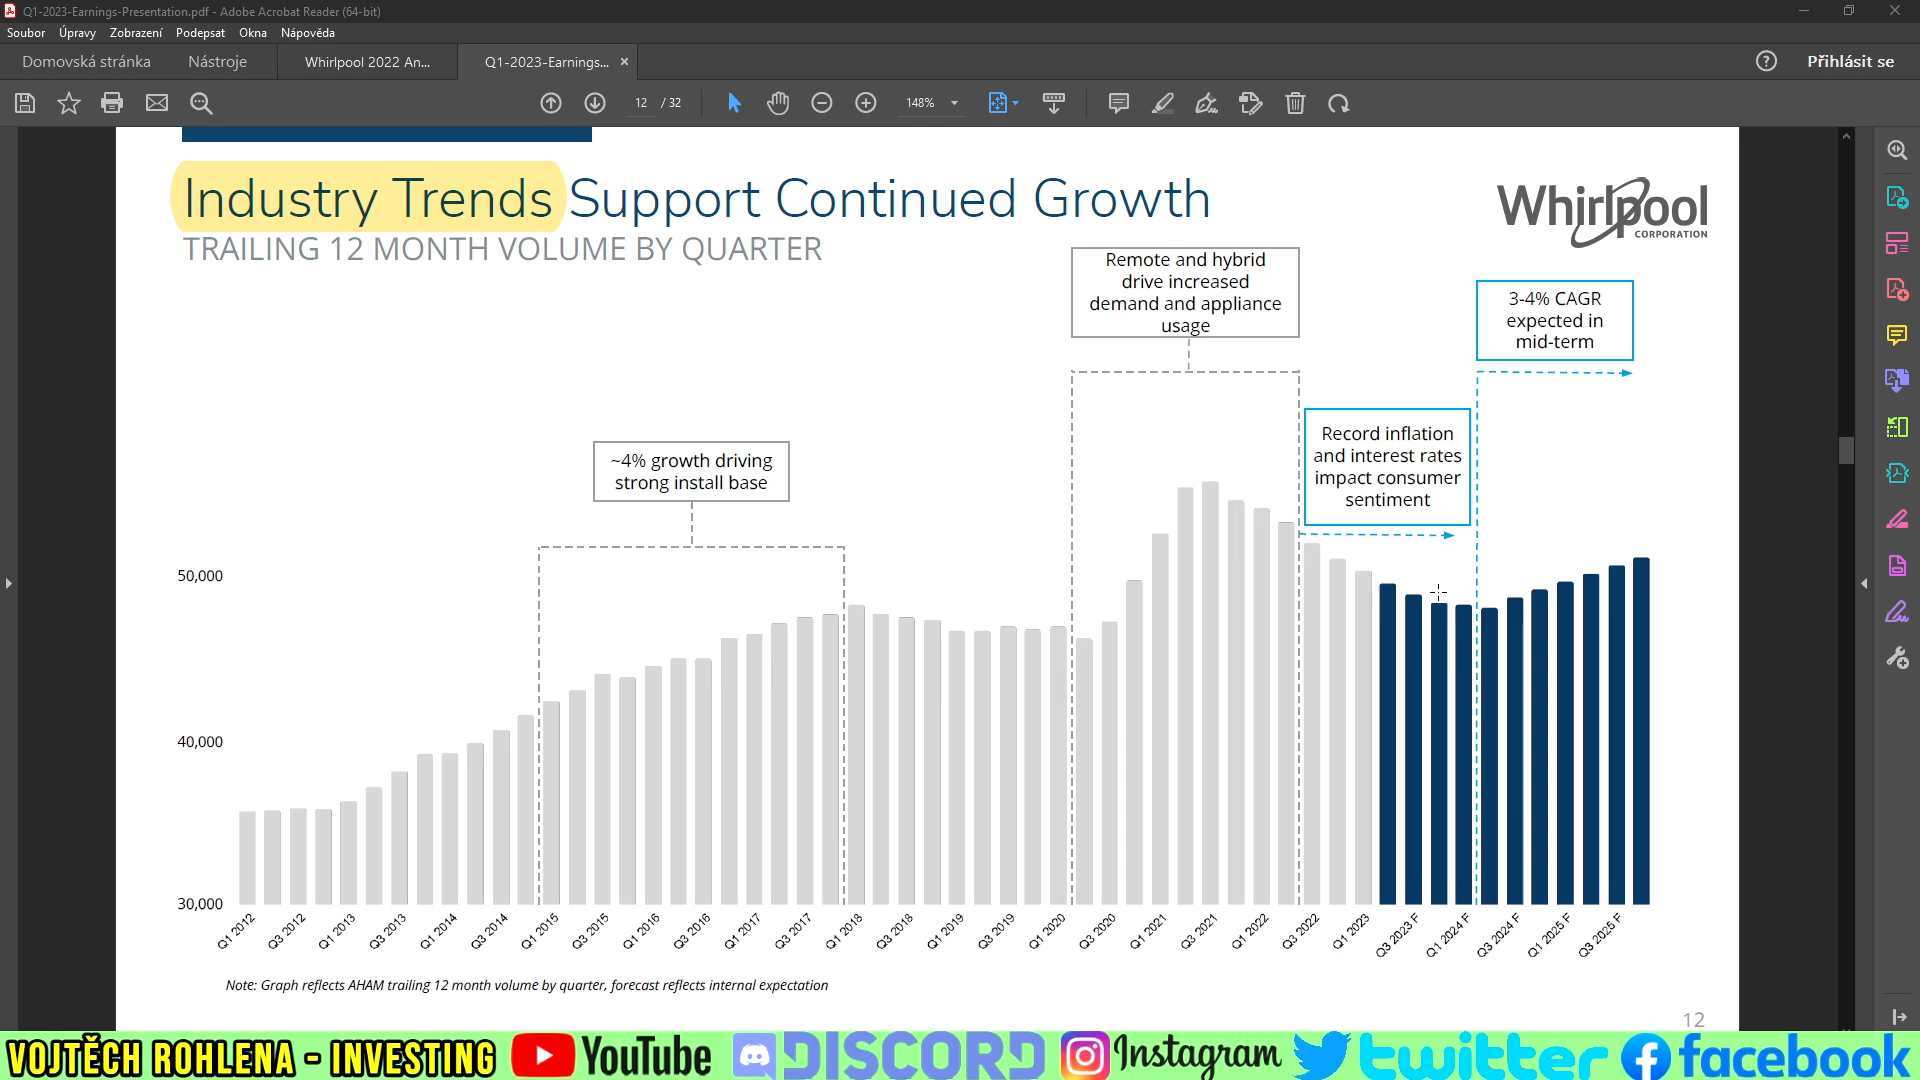 Q1-2023-Earnings-Presentation.pdf - Adobe Acrobat Reader (64-bit)
Soubor Úpravy Zobrazení Podepsat Okna Nápověda
Domovská stránka Nástroje Whirlpool 2022 An... Q1-2023-Earnings... × ? Přihlásit se
12 / 32 148%
Industry Trends Support Continued Growth
TRAILING 12 MONTH VOLUME BY QUARTER
Whirlpool
CORPORATION
Remote and hybrid
drive increased
demand and appliance
usage
3-4% CAGR
expected in
mid-term
Record inflation
and interest rates
impact consumer
sentiment
~4% growth driving
strong install base
50,000
40,000
30,000
Q1 2012 Q3 2012 Q1 2013 Q3 2013 Q1 2014 Q3 2014 Q1 2015 Q3 2015 Q1 2016 Q3 2016 Q1 2017 Q3 2017 Q1 2018 Q3 2018 Q1 2019 Q3 2019 Q1 2020 Q3 2020 Q1 2021 Q3 2021 Q1 2022 Q3 2022 Q1 2023 Q3 2023 F Q1 2024 F Q3 2024 F Q1 2025 F Q3 2025 F
Note: Graph reflects AHAM trailing 12 month volume by quarter, forecast reflects internal expectation
12
VOJTĚCH ROHLENA - INVESTING YouTube DISCORD Instagram twitter facebook